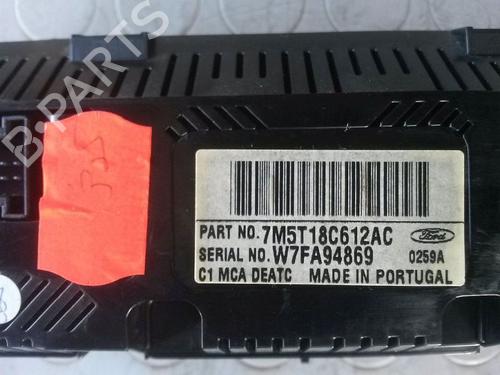 B-PARTS
PART NO. 7M5T18C612AC
Ford
SERIAL NO. W7FA94869 0259A
C1 MCA DEATC MADE IN PORTUGAL